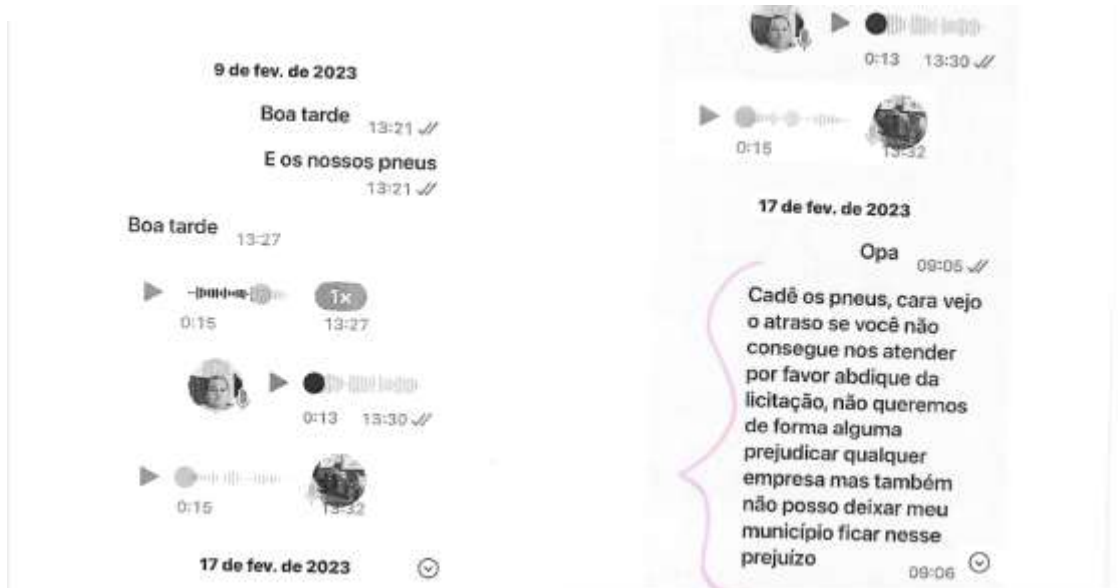 9 de fev. de 2023
Boa tarde 13:21
E os nossos pneus
13:21
Boa tarde 13:27
1x
0:15 13:27
0:13 13:30
0:15 13:32
17 de fev. de 2023
0:13 13:30
0:15 13:32
17 de fev. de 2023
Opa 09:05
Cadê os pneus, cara vejo
o atraso se você não
consegue nos atender
por favor abdique da
licitação, não queremos
de forma alguma
prejudicar qualquer
empresa mas também
não posso deixar meu
município ficar nesse
prejuízo 09:06